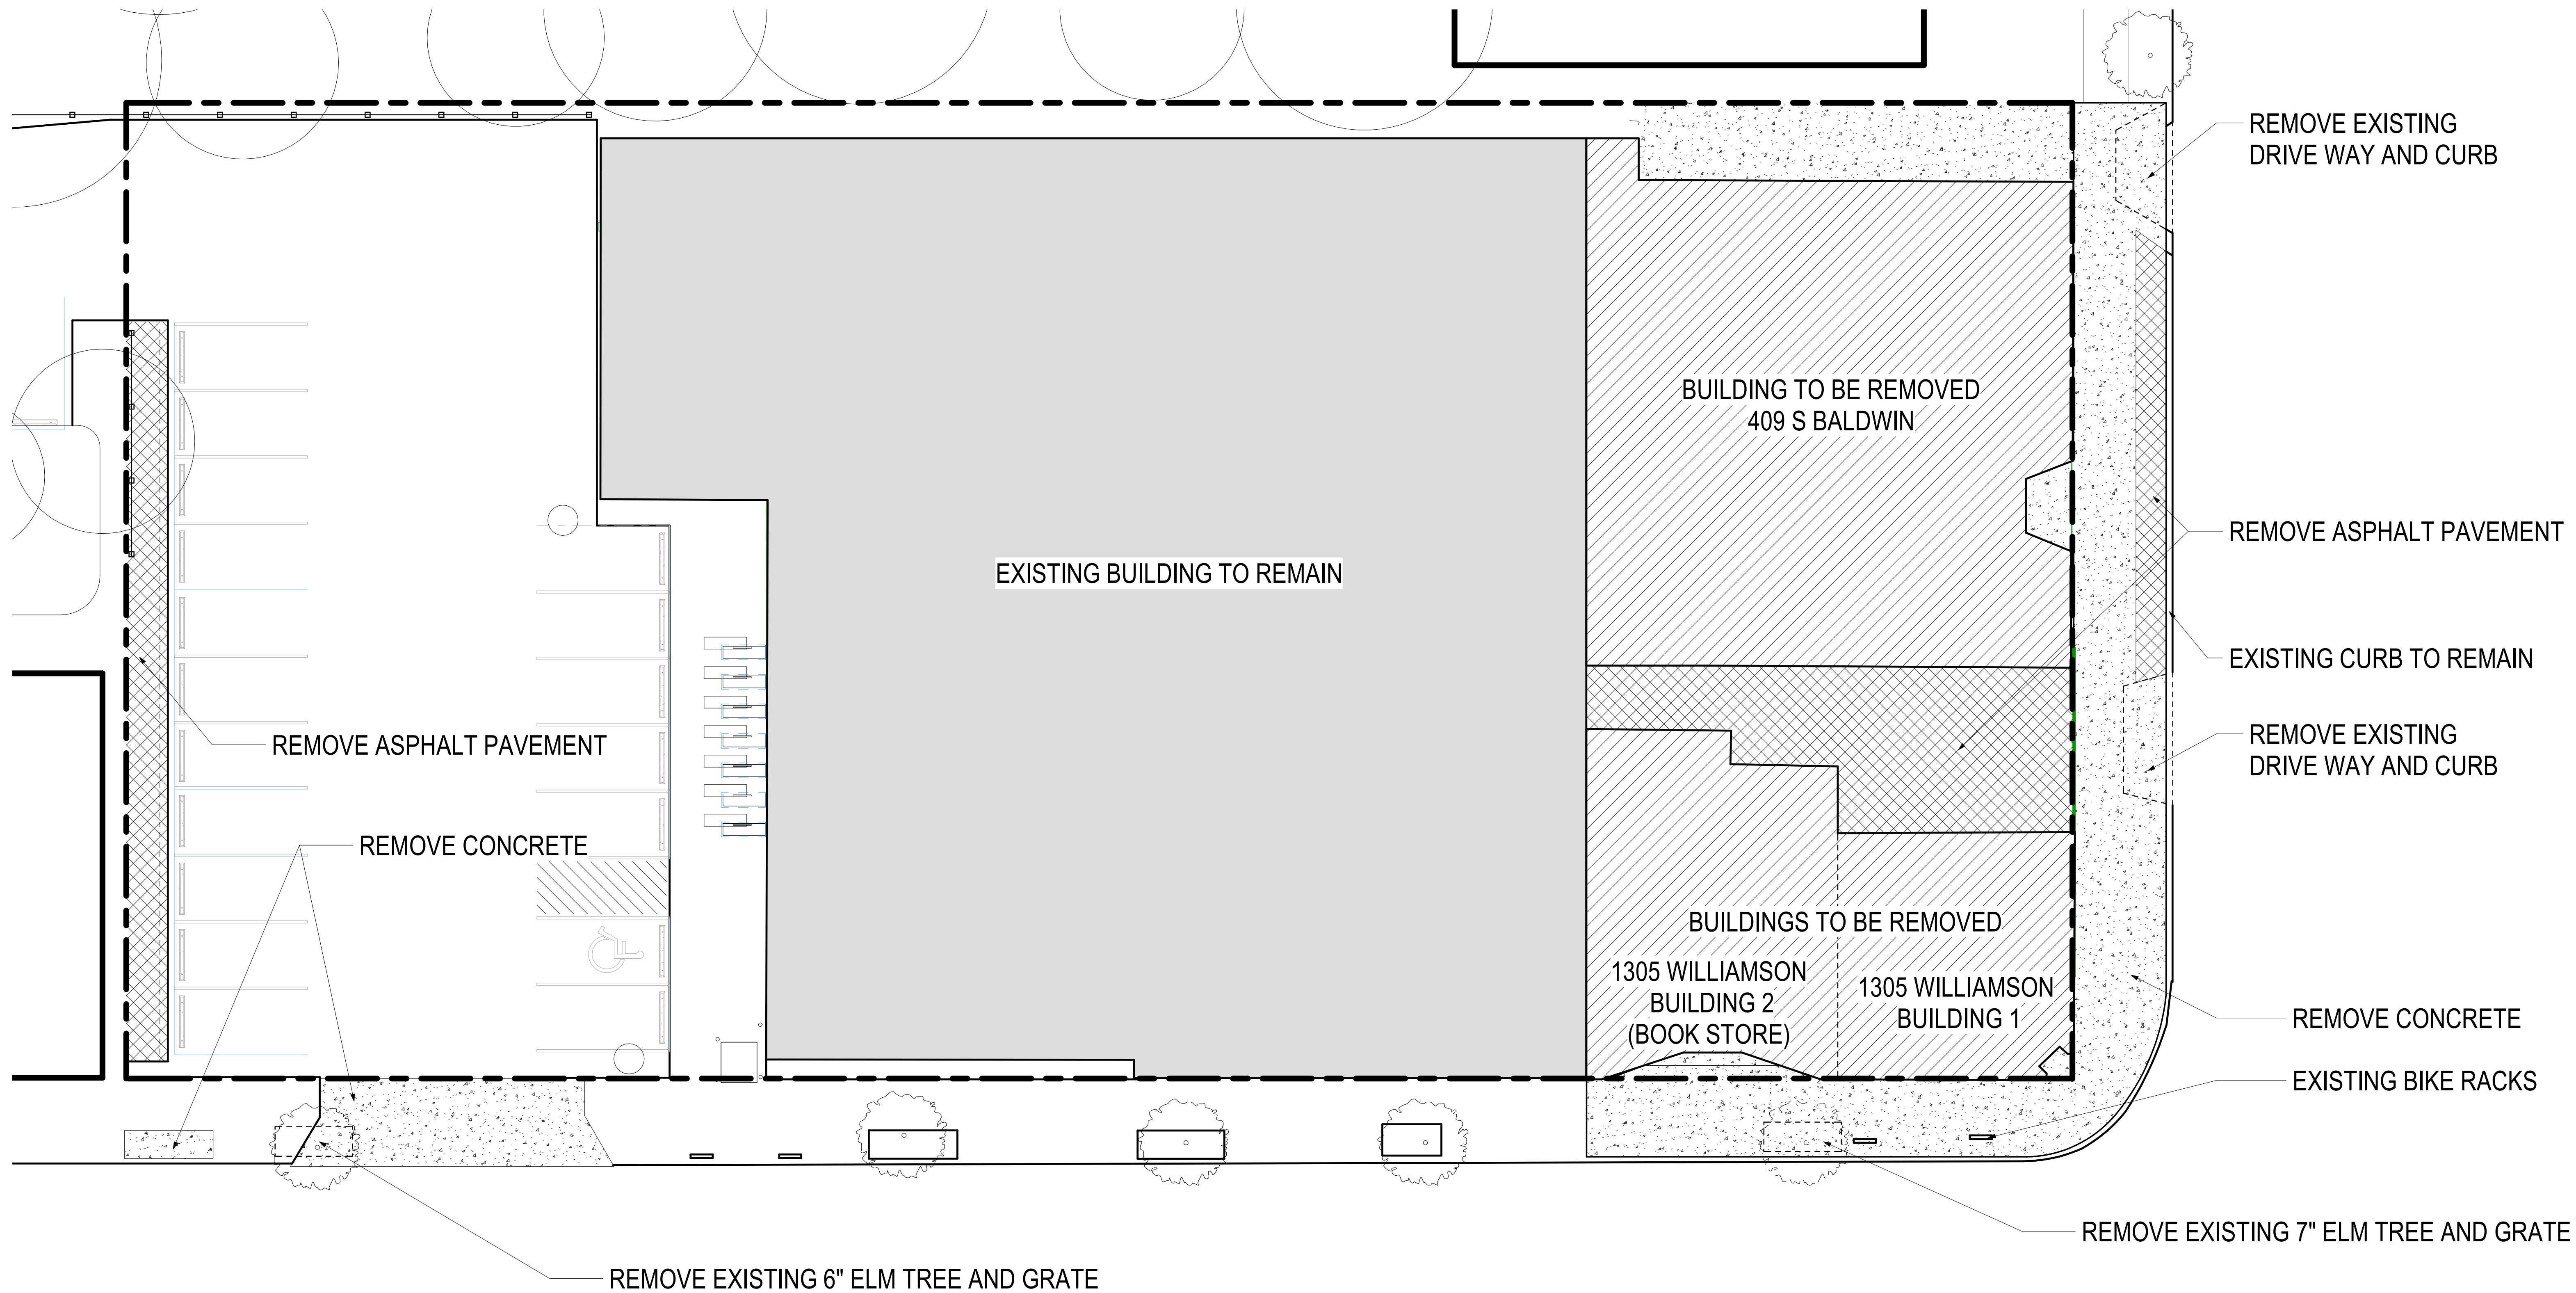 REMOVE EXISTING
DRIVE WAY AND CURB
BUILDING TO BE REMOVED
409 S BALDWIN
REMOVE ASPHALT PAVEMENT
EXISTING BUILDING TO REMAIN
EXISTING CURB TO REMAIN
REMOVE EXISTING
DRIVE WAY AND CURB
REMOVE ASPHALT PAVEMENT
REMOVE CONCRETE
BUILDINGS TO BE REMOVED
1305 WILLIAMSON
BUILDING 2
(BOOK STORE)
1305 WILLIAMSON
BUILDING 1
REMOVE CONCRETE
EXISTING BIKE RACKS
REMOVE EXISTING 7" ELM TREE AND GRATE
REMOVE EXISTING 6" ELM TREE AND GRATE